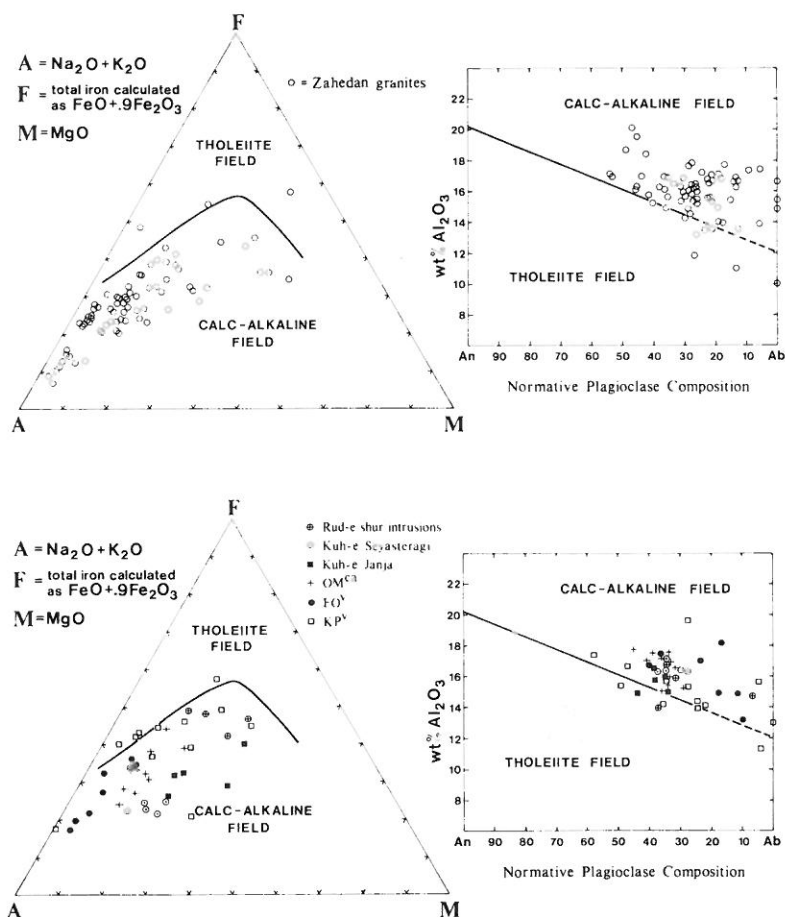 F
A = Na2O + K2O
F = total iron calculated
as FeO + .9Fe2O3
M = MgO
○ = Zahedan granites
THOLEIITE
FIELD
CALC-ALKALINE
FIELD
A
M
CALC-ALKALINE FIELD
THOLEIITE FIELD
wt% Al2O3
22
20
18
16
14
12
10
8
An 90 80 70 60 50 40 30 20 10 Ab
Normative Plagioclase Composition
F
A = Na2O + K2O
F = total iron calculated
as FeO + .9Fe2O3
M = MgO
⊕ Rud-e shur intrusions
Kuh-e Seyasteragi
■ Kuh-e Janja
+ OM
● EOv
□ KPv
THOLEIITE
FIELD
CALC-ALKALINE
FIELD
A
M
CALC-ALKALINE FIELD
THOLEIITE FIELD
wt% Al2O3
22
20
18
16
14
12
10
8
An 90 80 70 60 50 40 30 20 10 Ab
Normative Plagioclase Composition